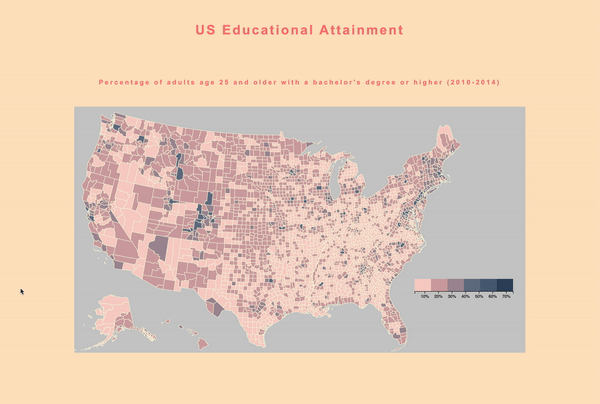 US Educational Attainment
Percentage of adults age 25 and older with a bachelor's degree or higher (2010-2014)
10% 20% 30% 40% 50% 60% 70%